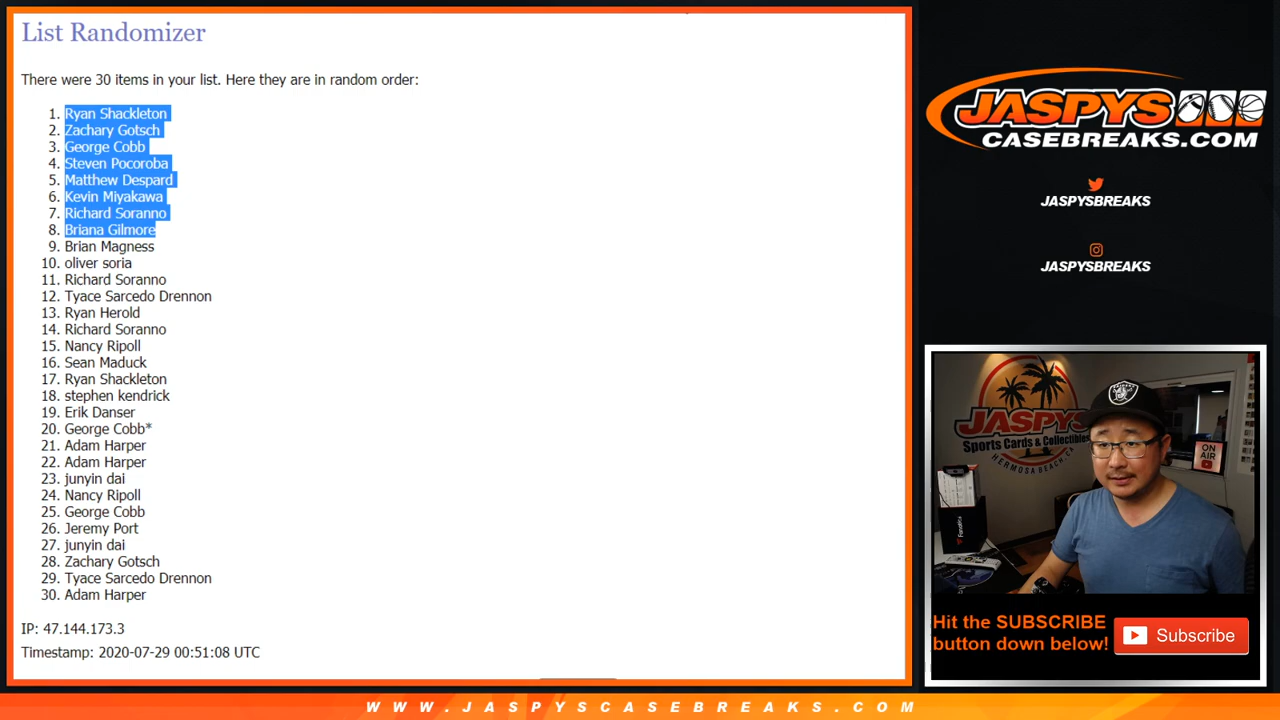 List Randomizer
There were 30 items in your list. Here they are in random order:
1. Ryan Shackleton
2. Zachary Gotsch
3. George Cobb
4. Steven Pocoroba
5. Matthew Despard
6. Kevin Miyakawa
7. Richard Soranno
8. Briana Gilmore
9. Brian Magness
10. oliver soria
11. Richard Soranno
12. Tyace Sarcedo Drennon
13. Ryan Herold
14. Richard Soranno
15. Nancy Ripoll
16. Sean Maduck
17. Ryan Shackleton
18. stephen kendrick
19. Erik Danser
20. George Cobb*
21. Adam Harper
22. Adam Harper
23. junyin dai
24. Nancy Ripoll
25. George Cobb
26. Jeremy Port
27. junyin dai
28. Zachary Gotsch
29. Tyace Sarcedo Drennon
30. Adam Harper
IP: 47.144.173.3
Timestamp: 2020-07-29 00:51:08 UTC
JASPYS
CASEBREAKS.COM
JASPYSBREAKS
JASPYSBREAKS
JASPYS
Sports Cards & Collectibles
HERMOSA BEACH, CA
RAIDERS
ON
AIR
Fanatics
Hit the SUBSCRIBE
button down below!
Subscribe
WWW.JASPYSCASEBREAKS.COM